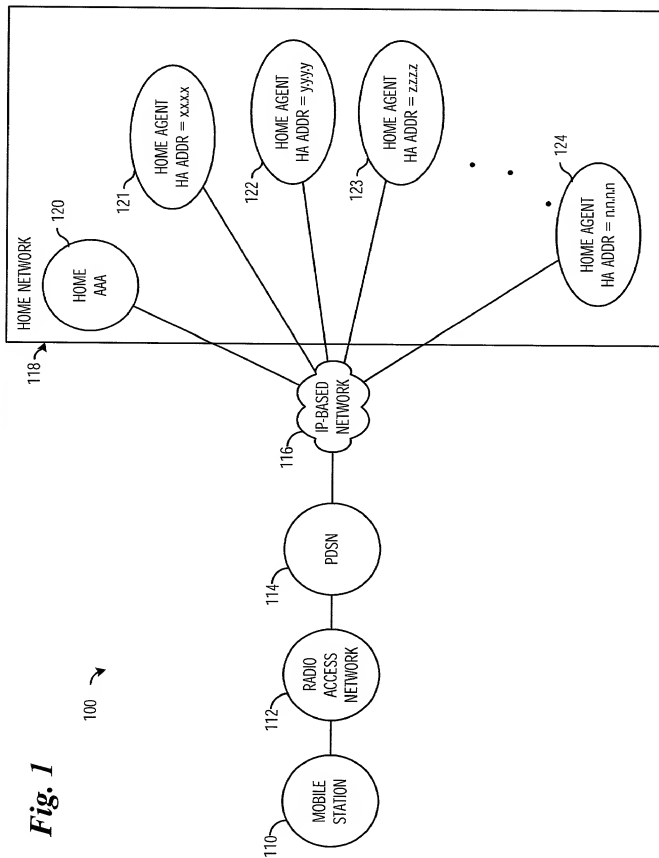 Fig. 1
100
MOBILE
STATION
110
RADIO
ACCESS
NETWORK
112
PDSN
114
IP-BASED
NETWORK
116
118
HOME NETWORK
HOME
AAA
120
HOME AGENT
HA ADDR = x.x.x.x
121
HOME AGENT
HA ADDR = y.y.y.y
122
HOME AGENT
HA ADDR = z.z.z.z
123
HOME AGENT
HA ADDR = n.n.n.n
124